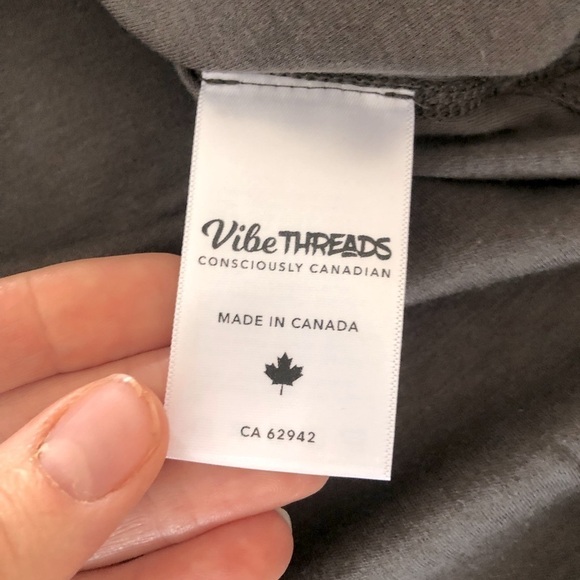 Vibe THREADS
CONSCIOUSLY CANADIAN
MADE IN CANADA
CA 62942